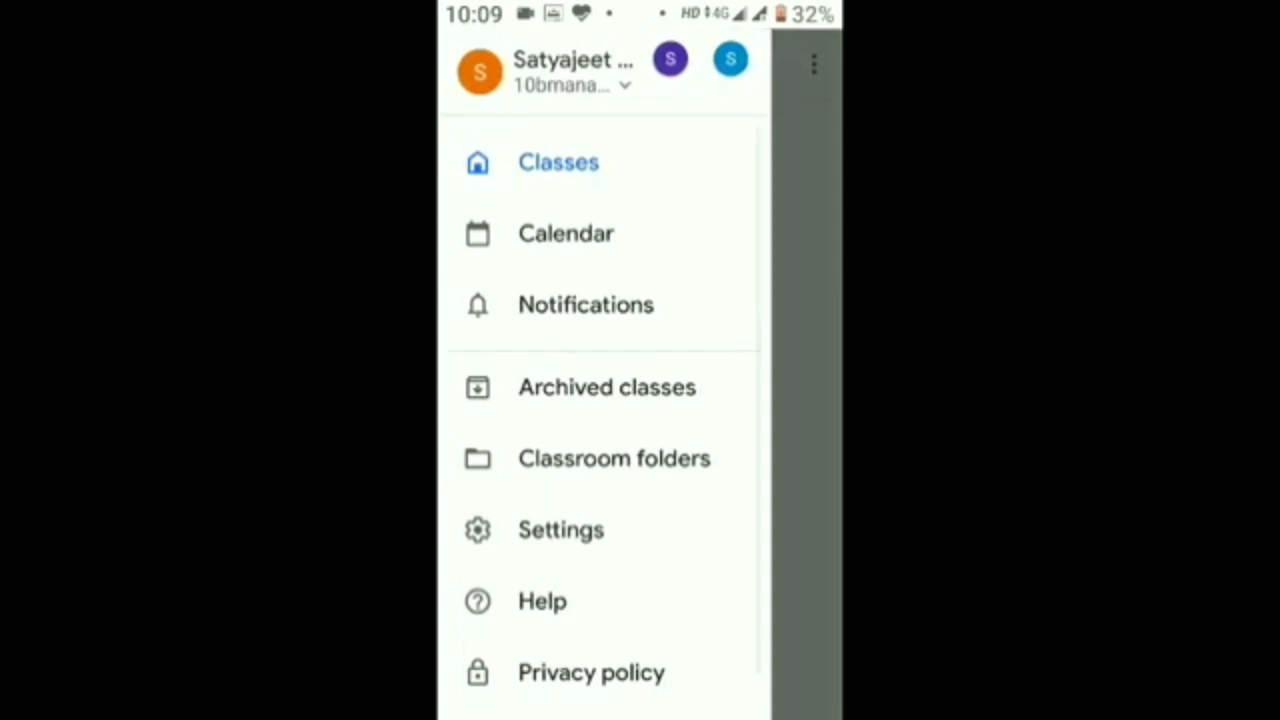 10:09 HD 4G 32%
S Satyajeet ... S S
10bmana...
Classes
Calendar
Notifications
Archived classes
Classroom folders
Settings
Help
Privacy policy